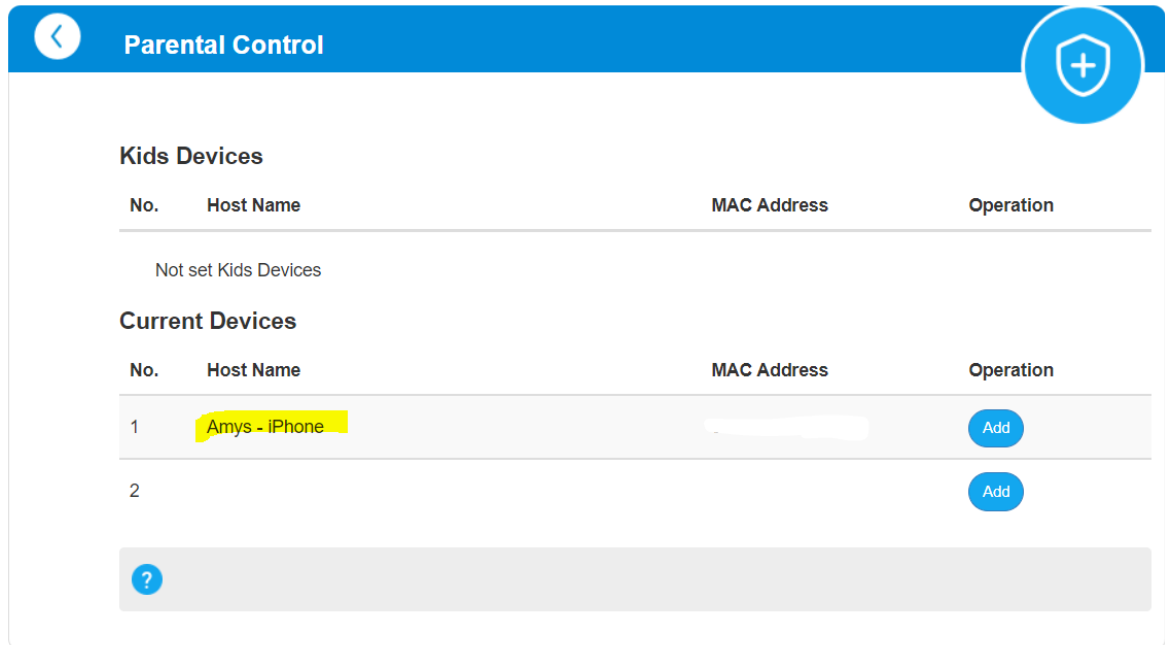 Parental Control
Kids Devices
No. Host Name MAC Address Operation
Not set Kids Devices
Current Devices
No. Host Name MAC Address Operation
1 Amys - iPhone Add
2 Add
?